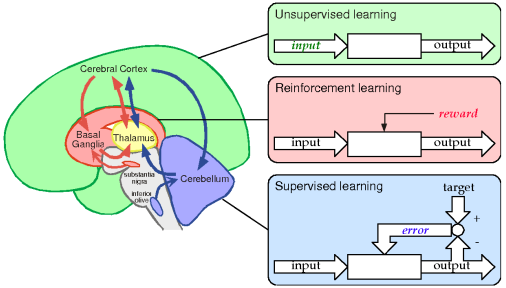 Unsupervised learning
input
output
Cerebral Cortex
Reinforcement learning
reward
input
output
Basal
Ganglia
Thalamus
substantia
nigra
inferior
olive
Cerebellum
Supervised learning
target
+
error
-
input
output